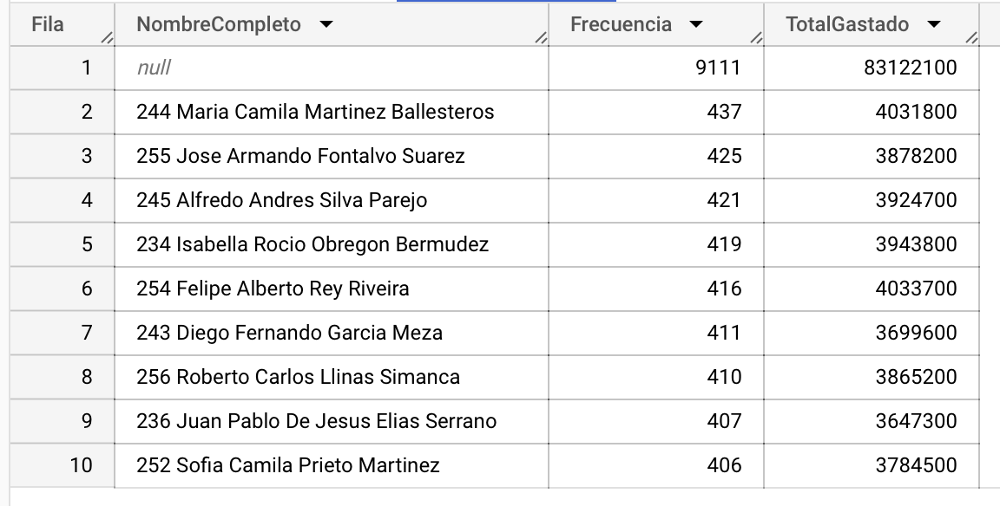 Fila NombreCompleto Frecuencia TotalGastado
1 null 9111 83122100
2 244 Maria Camila Martinez Ballesteros 437 4031800
3 255 Jose Armando Fontalvo Suarez 425 3878200
4 245 Alfredo Andres Silva Parejo 421 3924700
5 234 Isabella Rocio Obregon Bermudez 419 3943800
6 254 Felipe Alberto Rey Riveira 416 4033700
7 243 Diego Fernando Garcia Meza 411 3699600
8 256 Roberto Carlos Llinas Simanca 410 3865200
9 236 Juan Pablo De Jesus Elias Serrano 407 3647300
10 252 Sofia Camila Prieto Martinez 406 3784500